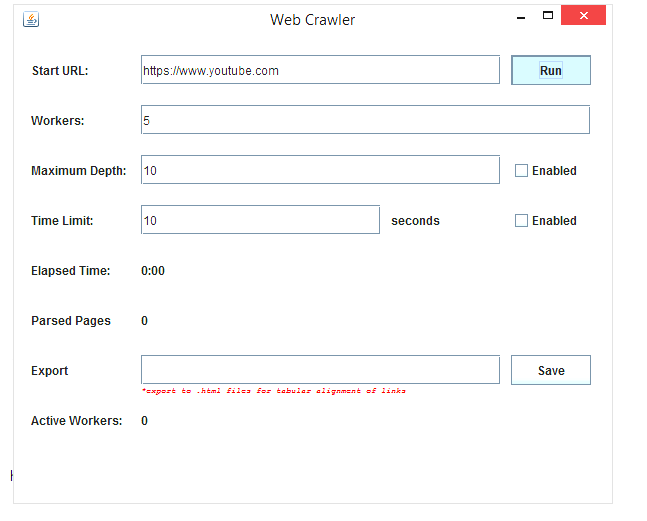 Web Crawler
Start URL: https://www.youtube.com Run
Workers: 5
Maximum Depth: 10 Enabled
Time Limit: 10 seconds Enabled
Elapsed Time: 0:00
Parsed Pages 0
Export Save
*export to .html files for tabular alignment of links
Active Workers: 0